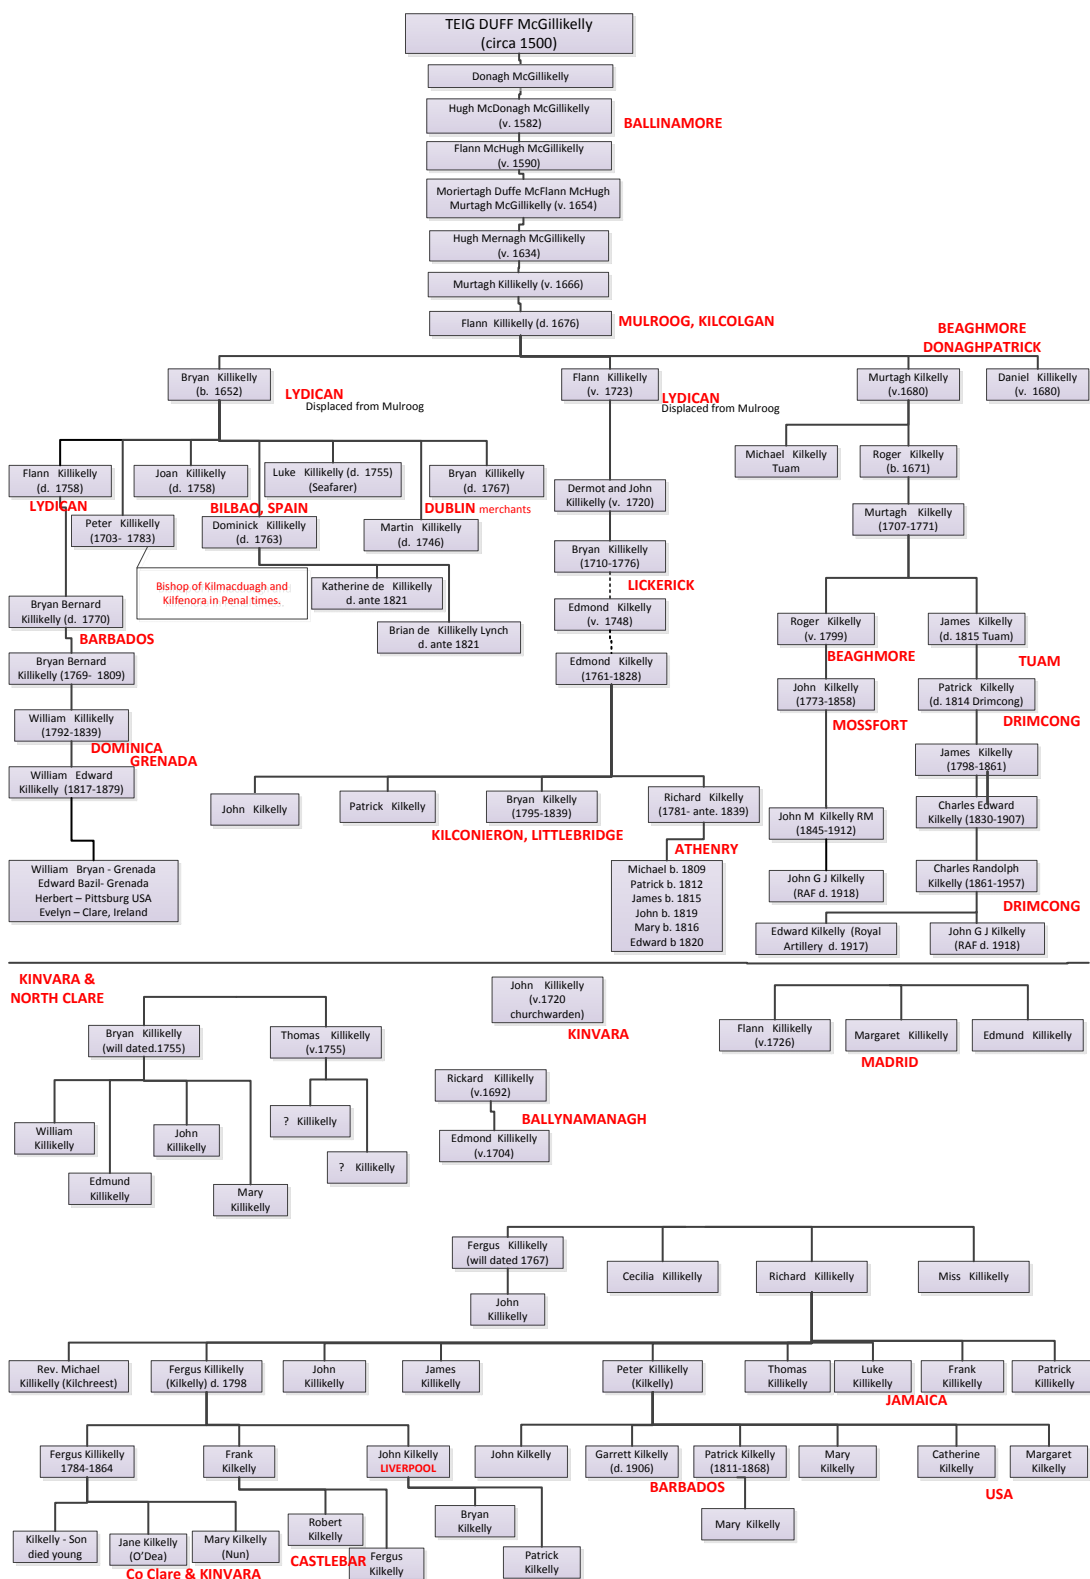 TEIG DUFF McGillikelly
(circa 1500)
Donagh McGillikelly
Hugh McDonagh McGillikelly
(v. 1582)
BALLINAMORE
Flann McHugh McGillikelly
(v. 1590)
Moriertagh Duffe McFlann McHugh
Murtagh McGillikelly (v. 1654)
Hugh Mernagh McGillikelly
(v. 1634)
Murtagh Killikelly (v. 1666)
Flann Killikelly (d. 1676)
MULROOG, KILCOLGAN
BEAGHMORE
DONAGHPATRICK
Bryan Killikelly
(b. 1652)
LYDICAN
Displaced from Mulroog
Flann Killikelly
(v. 1723)
LYDICAN
Displaced from Mulroog
Murtagh Kilkelly
(v.1680)
Daniel Killikelly
(v. 1680)
Flann Killikelly
(d. 1758)
LYDICAN
Joan Killikelly
(d. 1758)
Luke Killikelly (d. 1755)
(Seafarer)
Bryan Killikelly
(d. 1767)
Michael Kilkelly
Tuam
Roger Kilkelly
(b. 1671)
BILBAO, SPAIN
DUBLIN merchants
Peter Killikelly
(1703- 1783)
Dominick Killikelly
(d. 1763)
Martin Killikelly
(d. 1746)
Dermot and John
Killikelly (v. 1720)
Murtagh Kilkelly
(1707-1771)
Bishop of Kilmacduagh and
Kilfenora in Penal times.
Katherine de Killikelly
d. ante 1821
Bryan Killikelly
(1710-1776)
LICKERICK
Bryan Bernard
Killikelly (d. 1770)
BARBADOS
Brian de Killikelly Lynch
d. ante 1821
Edmond Kilkelly
(v. 1748)
Roger Kilkelly
(v. 1799)
BEAGHMORE
James Kilkelly
(d. 1815 Tuam)
TUAM
Bryan Bernard
Killikelly (1769- 1809)
Edmond Kilkelly
(1761-1828)
John Kilkelly
(1773-1858)
MOSSFORT
Patrick Kilkelly
(d. 1814 Drimcong)
DRIMCONG
William Killikelly
(1792-1839)
DOMINICA
GRENADA
James Kilkelly
(1798-1861)
William Edward
Killikelly (1817-1879)
John Kilkelly
Patrick Kilkelly
Bryan Kilkelly
(1795-1839)
KILCONIERON, LITTLEBRIDGE
Richard Kilkelly
(1781- ante. 1839)
ATHENRY
John M Kilkelly RM
(1845-1912)
Charles Edward
Kilkelly (1830-1907)
William Bryan - Grenada
Edward Bazil- Grenada
Herbert – Pittsburg USA
Evelyn – Clare, Ireland
Michael b. 1809
Patrick b. 1812
James b. 1815
John b. 1819
Mary b. 1816
Edward b 1820
John G J Kilkelly
(RAF d. 1918)
Charles Randolph
Kilkelly (1861-1957)
DRIMCONG
Edward Kilkelly (Royal
Artillery d. 1917)
John G J Kilkelly
(RAF d. 1918)
KINVARA &
NORTH CLARE
John Killikelly
(v.1720
churchwarden)
KINVARA
Bryan Killikelly
(will dated.1755)
Thomas Killikelly
(v.1755)
Flann Killikelly
(v.1726)
Margaret Killikelly
Edmund Killikelly
MADRID
Rickard Killikelly
(v.1692)
BALLYNAMANAGH
Edmond Killikelly
(v.1704)
William
Killikelly
John
Killikelly
? Killikelly
? Killikelly
Edmund
Killikelly
Mary
Killikelly
Fergus Killikelly
(will dated 1767)
Cecilia Killikelly
Richard Killikelly
Miss Killikelly
John
Killikelly
Rev. Michael
Killikelly (Kilchreest)
Fergus Killikelly
(Kilkelly) d. 1798
John
Killikelly
James
Killikelly
Peter Killikelly
(Kilkelly)
Thomas
Killikelly
Luke
Killikelly
Frank
Killikelly
Patrick
Killikelly
JAMAICA
Fergus Killikelly
1784-1864
Frank
Kilkelly
John Kilkelly
LIVERPOOL
John Kilkelly
Garrett Kilkelly
(d. 1906)
Patrick Kilkelly
(1811-1868)
Mary
Kilkelly
Catherine
Kilkelly
Margaret
Kilkelly
BARBADOS
USA
Kilkelly - Son
died young
Jane Kilkelly
(O'Dea)
Mary Kilkelly
(Nun)
Robert
Kilkelly
Bryan
Kilkelly
Mary Kilkelly
CASTLEBAR
Fergus
Kilkelly
Patrick
Kilkelly
Co Clare & KINVARA